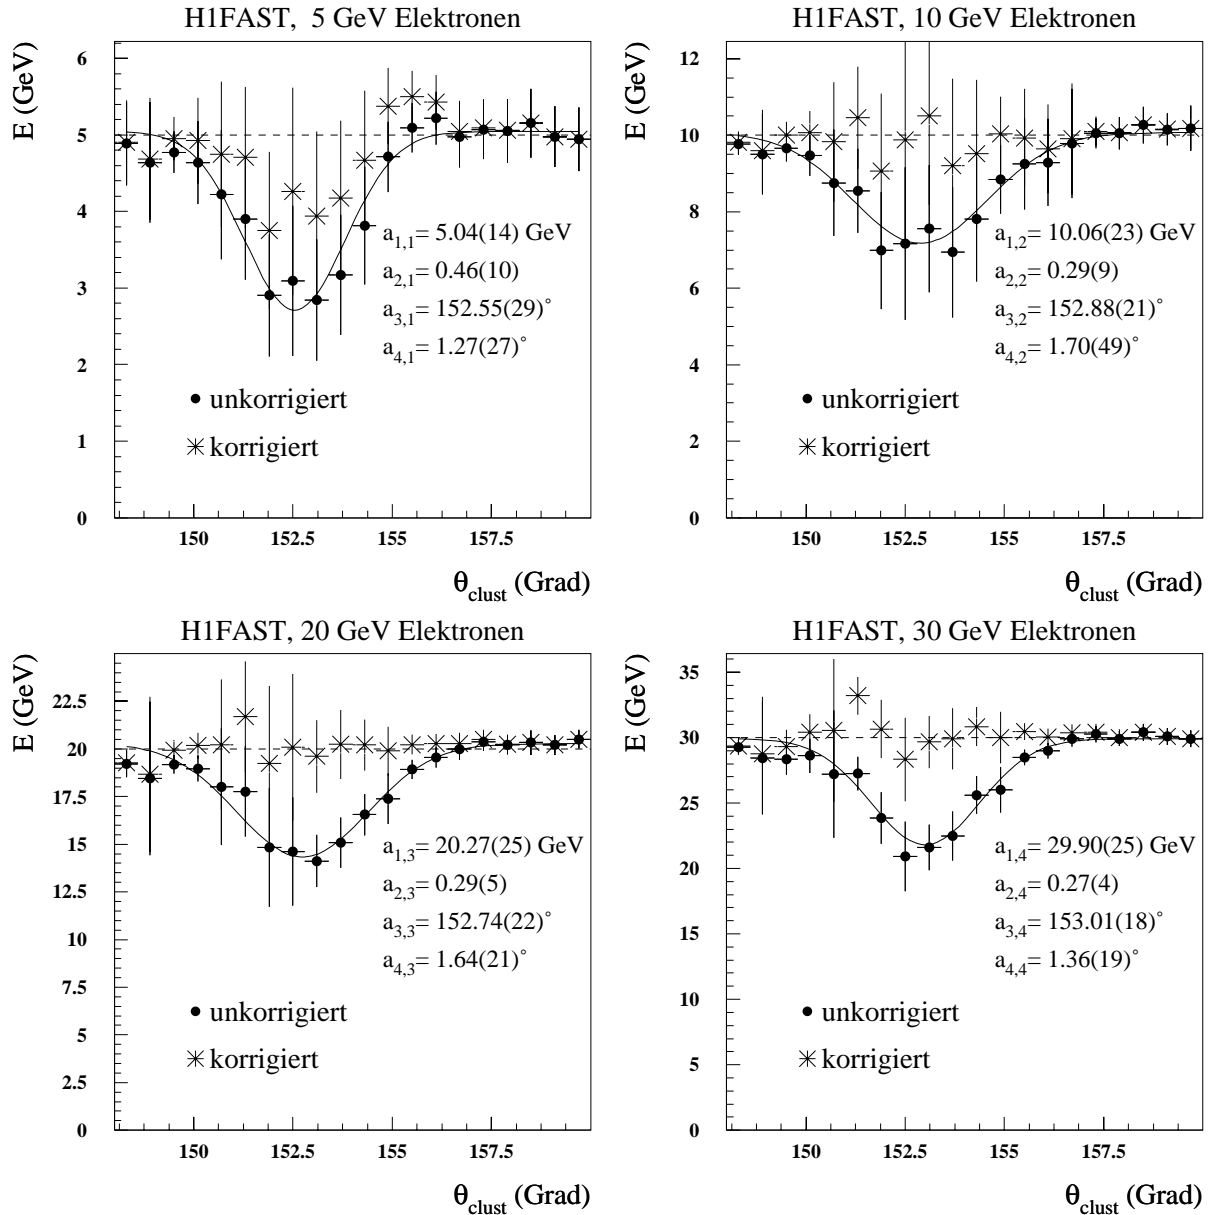 H1FAST, 5 GeV Elektronen
E (GeV)
6
5
4
3
2
1
0
a1,1= 5.04(14) GeV
a2,1= 0.46(10)
a3,1= 152.55(29)°
a4,1= 1.27(27)°
unkorrigiert
korrigiert
150 152.5 155 157.5
θclust (Grad)
H1FAST, 10 GeV Elektronen
E (GeV)
12
10
8
6
4
2
0
a1,2= 10.06(23) GeV
a2,2= 0.29(9)
a3,2= 152.88(21)°
a4,2= 1.70(49)°
unkorrigiert
korrigiert
150 152.5 155 157.5
θclust (Grad)
H1FAST, 20 GeV Elektronen
E (GeV)
22.5
20
17.5
15
12.5
10
7.5
5
2.5
0
a1,3= 20.27(25) GeV
a2,3= 0.29(5)
a3,3= 152.74(22)°
a4,3= 1.64(21)°
unkorrigiert
korrigiert
150 152.5 155 157.5
θclust (Grad)
H1FAST, 30 GeV Elektronen
E (GeV)
35
30
25
20
15
10
5
0
a1,4= 29.90(25) GeV
a2,4= 0.27(4)
a3,4= 153.01(18)°
a4,4= 1.36(19)°
unkorrigiert
korrigiert
150 152.5 155 157.5
θclust (Grad)